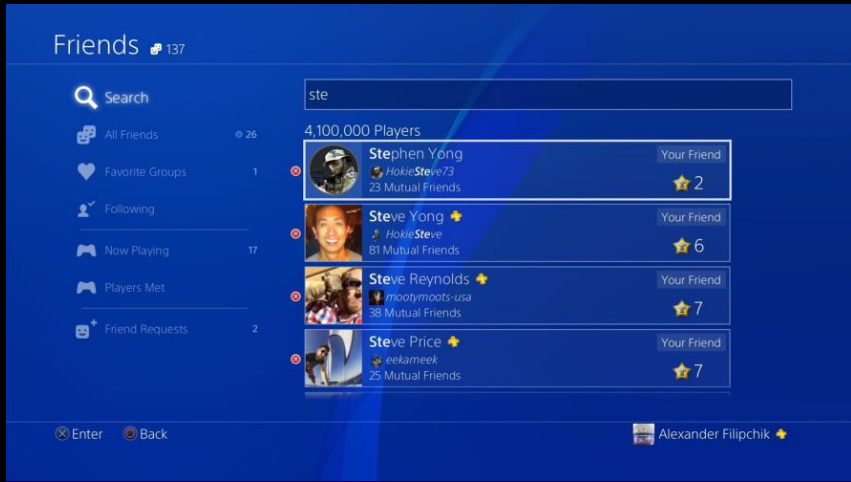 Friends 137
Search
All Friends 26
Favorite Groups 1
Following
Now Playing 17
Players Met
Friend Requests 2
ste
4,100,000 Players
Stephen Yong Your Friend
HokieSteve73
23 Mutual Friends 2
Steve Yong Your Friend
HokieSteve
81 Mutual Friends 6
Steve Reynolds Your Friend
mootymoots-usa
38 Mutual Friends 7
Steve Price Your Friend
eekameek
25 Mutual Friends 7
Enter Back Alexander Filipchik